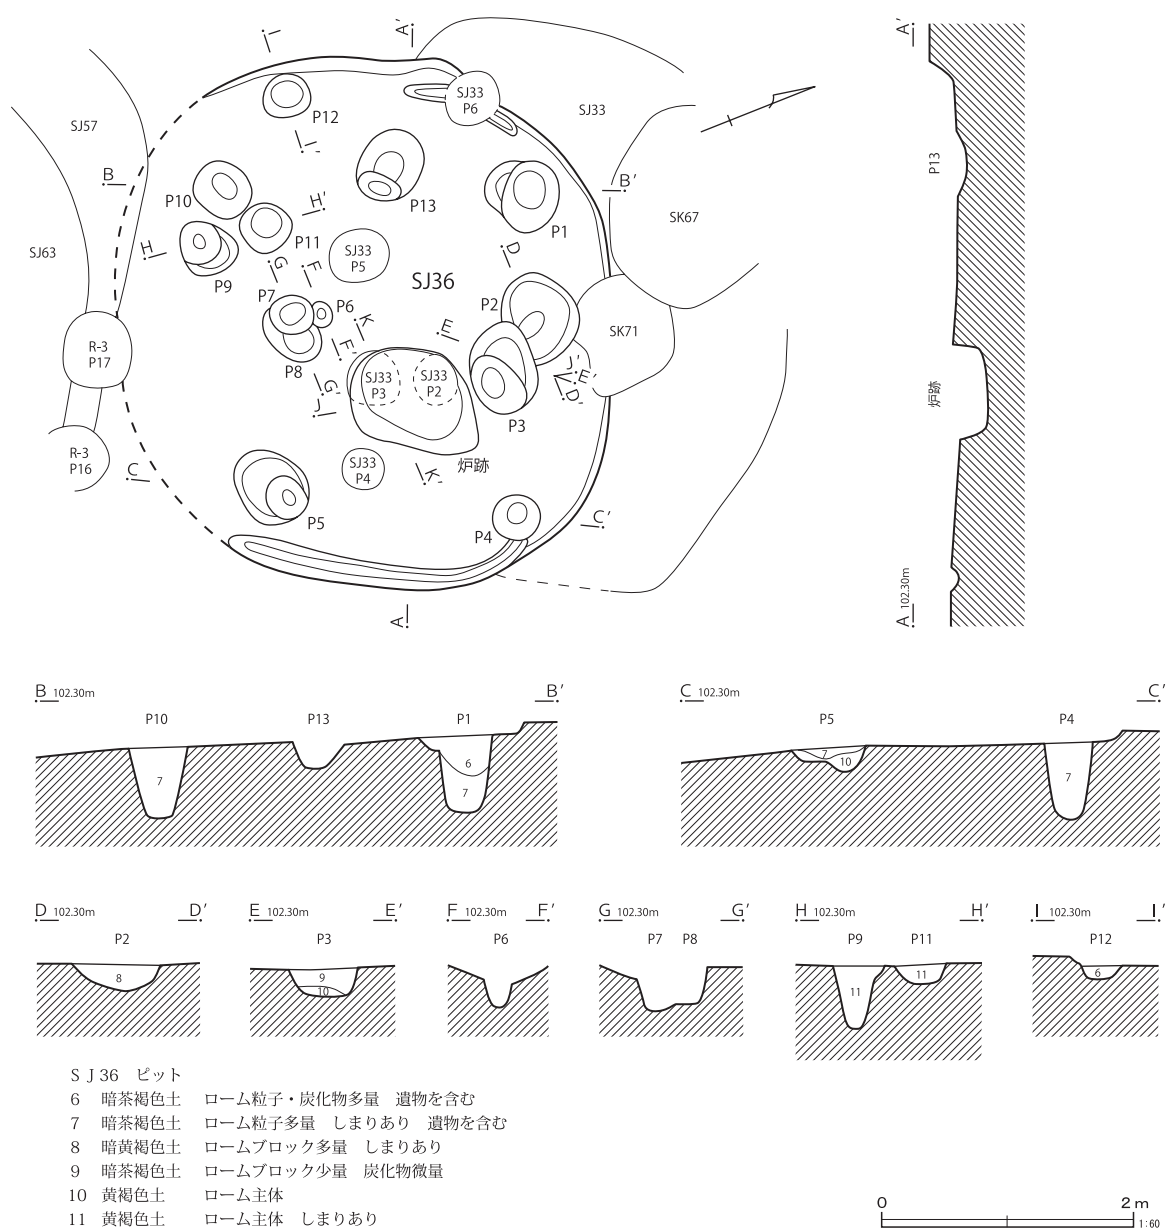 I
A'
A'
SJ33
P6
P12
I'
SJ33
SJ57
B
B'
P13
P10
H'
P13
P1
SK67
P11
D
H
SJ33
P5
SJ63
P9
G
F
SJ36
P7
P6
P2
K
E
SK71
R-3
P17
P8
F'
J'
E'
SJ33
P3
SJ33
P2
G'
D'
炉跡
J
P3
R-3
P16
C
SJ33
P4
K'
炉跡
P5
P4
C'
A
A 102.30m
B 102.30m
B'
P10
P13
P1
7
6
7
C 102.30m
C'
P5
P4
7
10
7
D 102.30m
D'
P2
8
E 102.30m
E'
P3
9
10
F 102.30m
F'
P6
G 102.30m
G'
P7
P8
H 102.30m
H'
P9
P11
11
11
I 102.30m
I'
P12
6
ＳＪ36　ピット
6　暗茶褐色土　ローム粒子・炭化物多量　遺物を含む
7　暗茶褐色土　ローム粒子多量　しまりあり　遺物を含む
8　暗黄褐色土　ロームブロック多量　しまりあり
9　暗茶褐色土　ロームブロック少量　炭化物微量
10　黄褐色土　ローム主体
11　黄褐色土　ローム主体　しまりあり
0
2 m
1:60